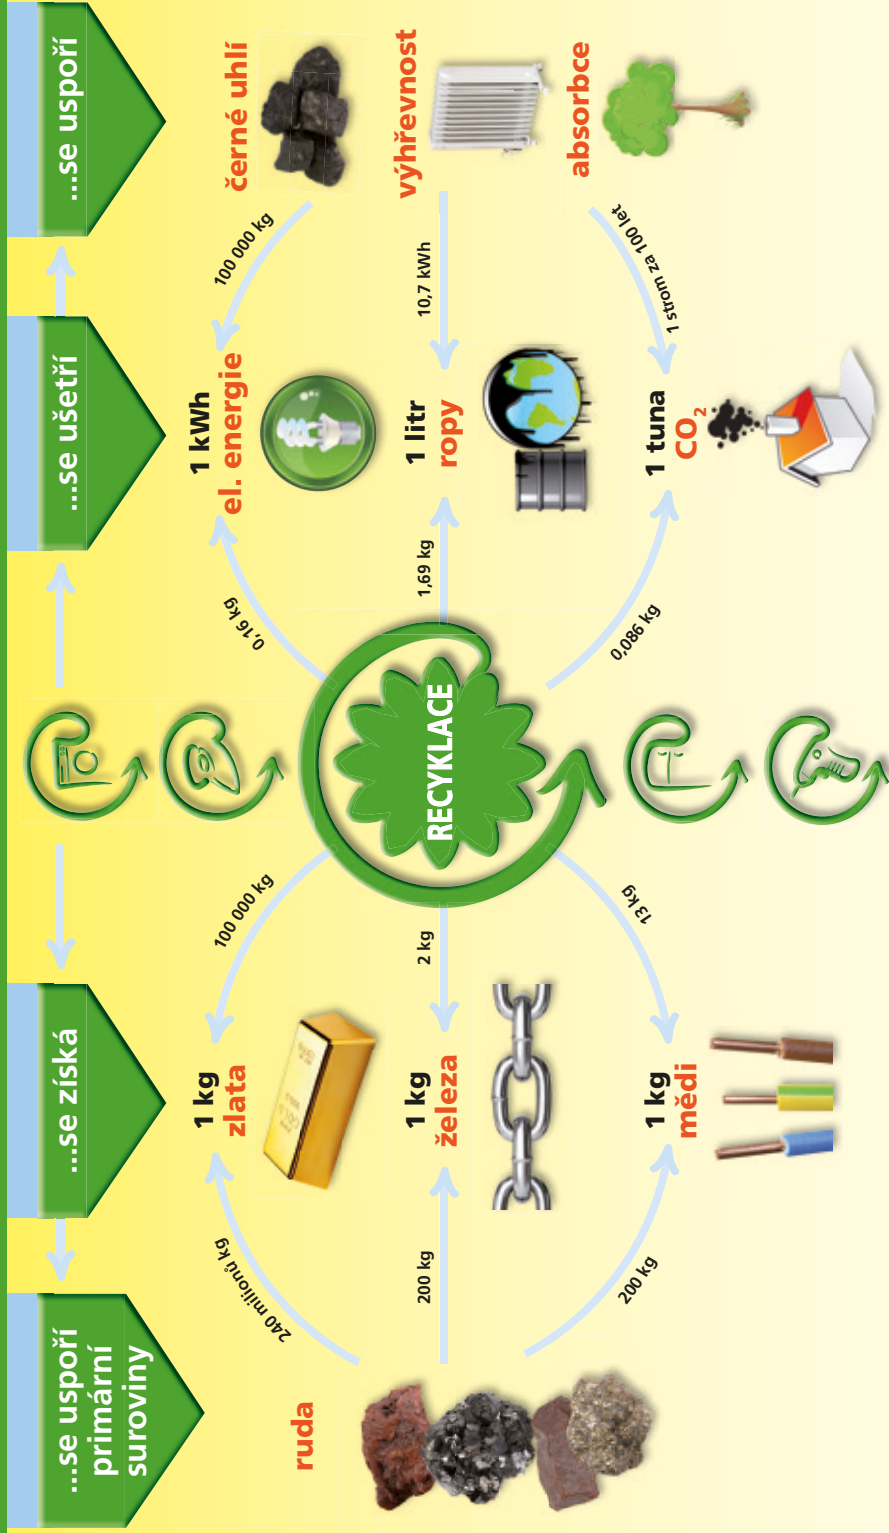 ...se uspoří
primární
suroviny
...se získá
...se ušetří
...se uspoří
ruda
240 milionů kg
200 kg
200 kg
1 kg
zlata
1 kg
železa
1 kg
mědi
100 000 kg
2 kg
13 kg
RECYKLACE
0,16 kg
1,69 kg
0,086 kg
1 kWh
el. energie
1 litr
ropy
1 tuna
CO₂
100 000 kg
10,7 kWh
1 strom za 100 let
černé uhlí
výhřevnost
absorbce